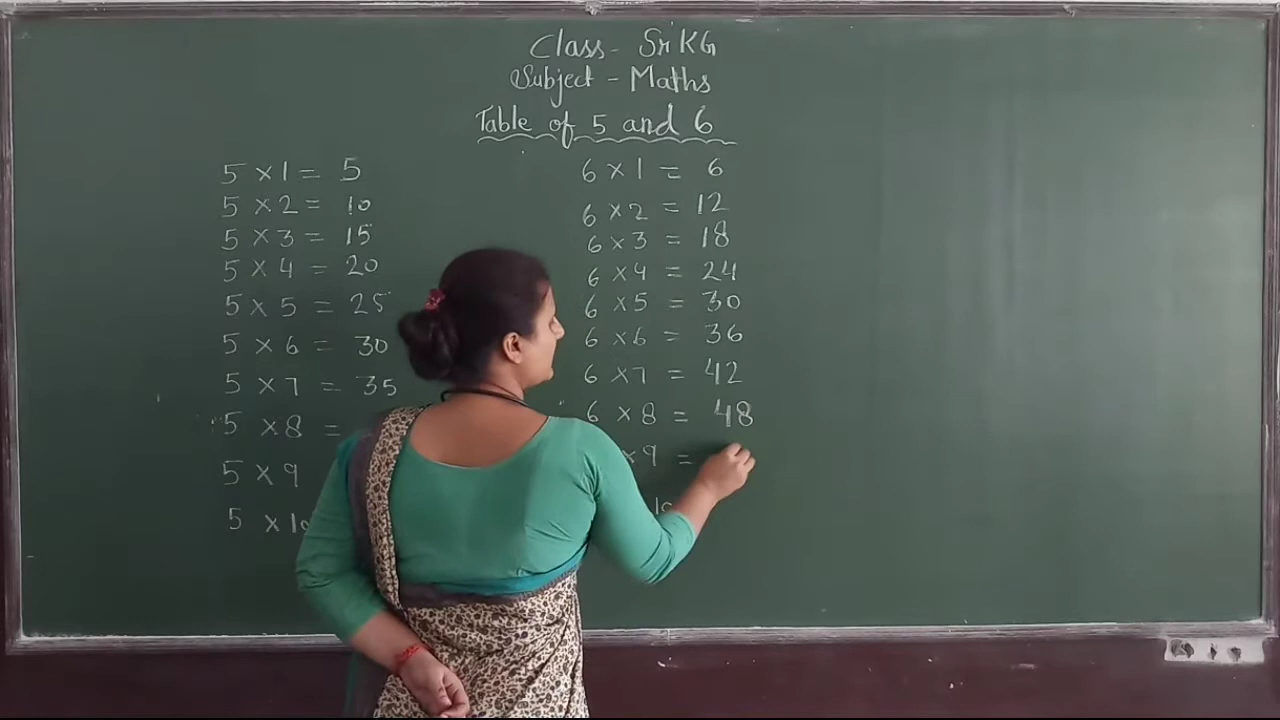 Class - Sr KG
Subject - Maths
Table of 5 and 6
5 × 1 = 5
5 × 2 = 10
5 × 3 = 15
5 × 4 = 20
5 × 5 = 25
5 × 6 = 30
5 × 7 = 35
5 × 8 =
5 × 9
5 × 10
6 × 1 = 6
6 × 2 = 12
6 × 3 = 18
6 × 4 = 24
6 × 5 = 30
6 × 6 = 36
6 × 7 = 42
6 × 8 = 48
× 9 =
10